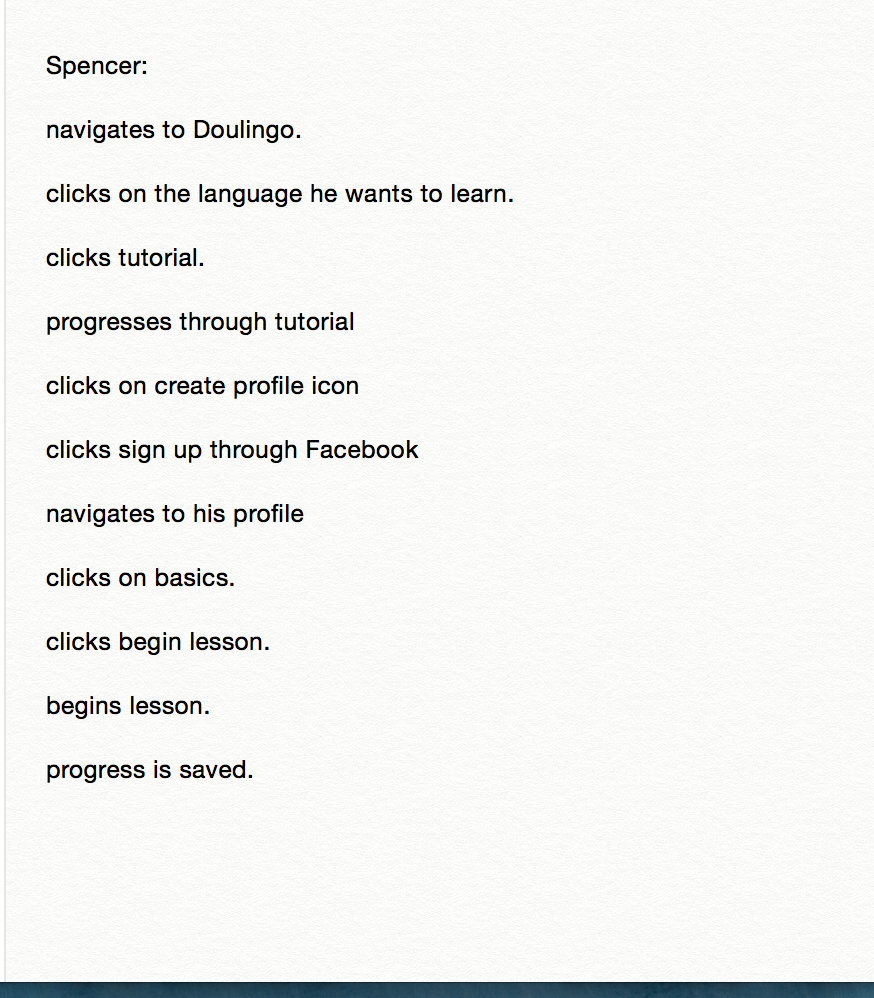 Spencer:
navigates to Doulingo.
clicks on the language he wants to learn.
clicks tutorial.
progresses through tutorial
clicks on create profile icon
clicks sign up through Facebook
navigates to his profile
clicks on basics.
clicks begin lesson.
begins lesson.
progress is saved.